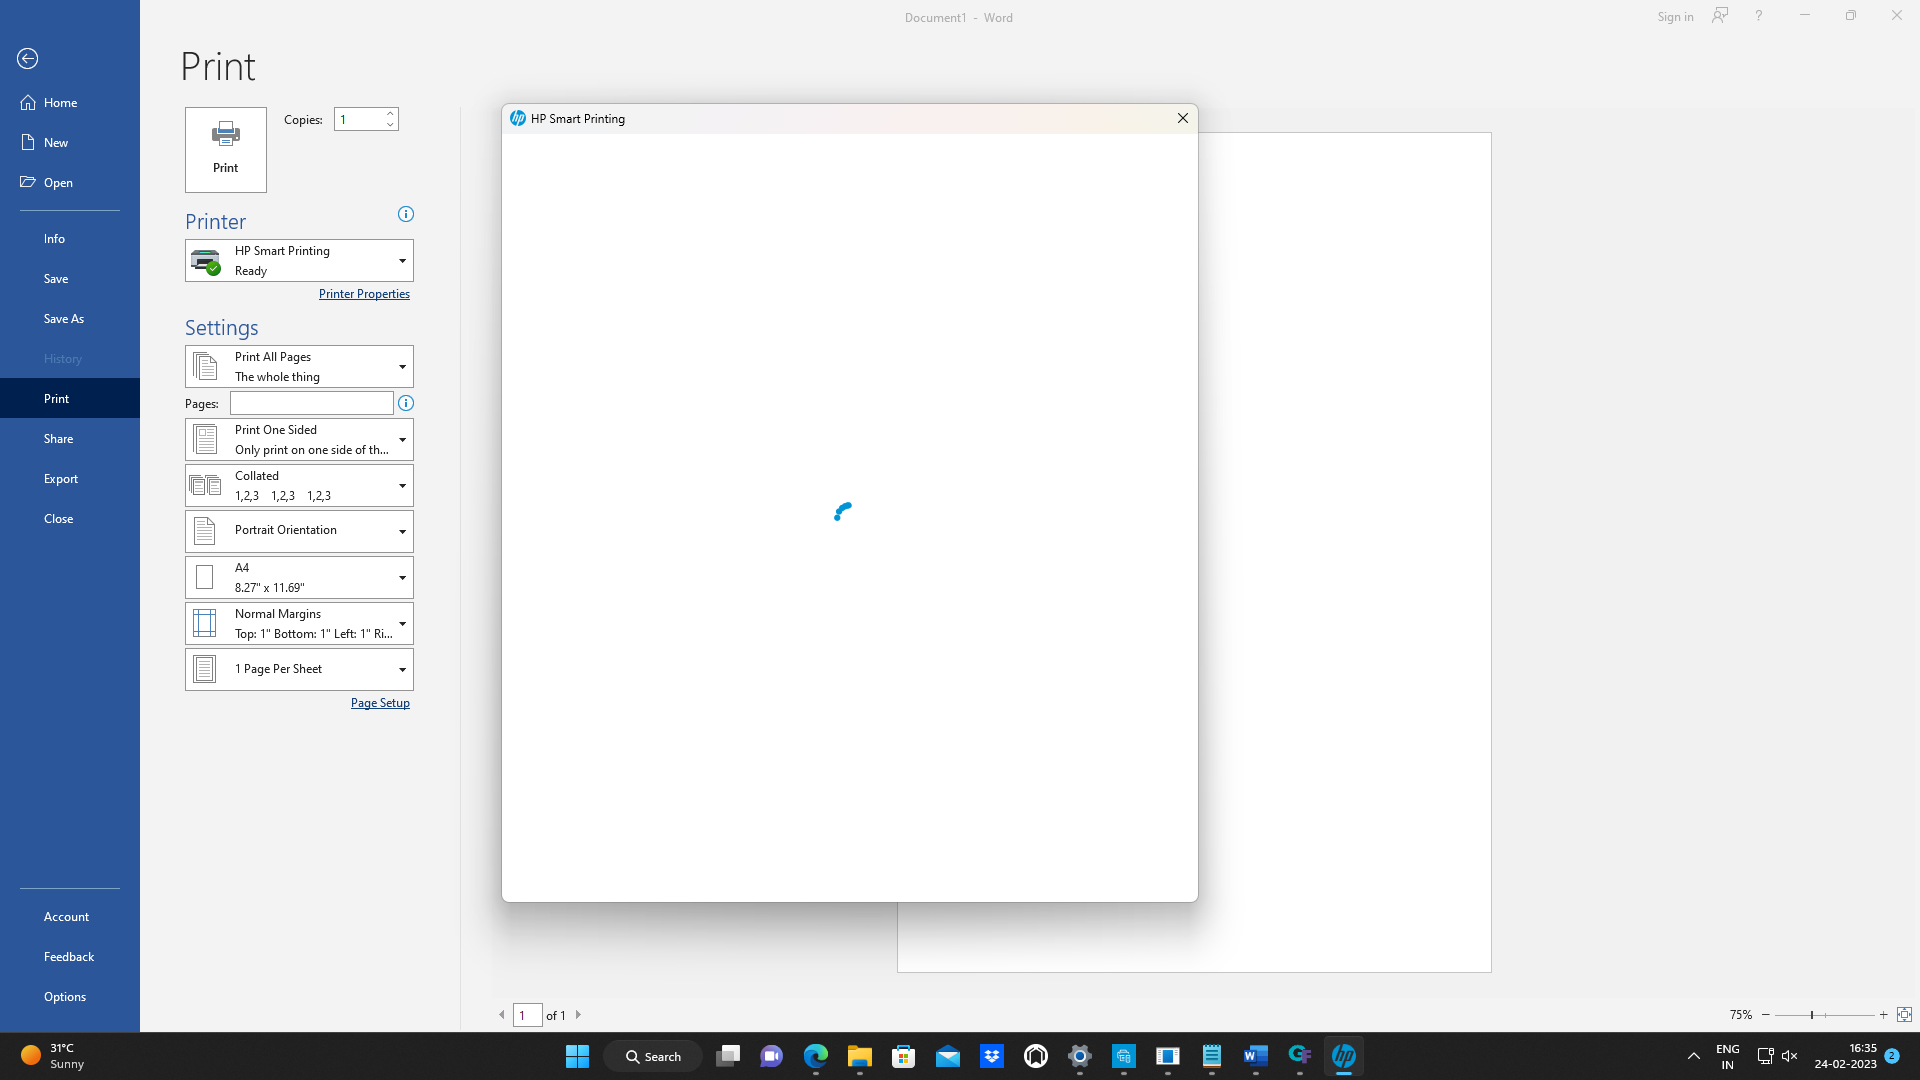 Document1 - Word
Sign in
?
Print
Home
New
Open
Info
Save
Save As
History
Print
Share
Export
Close
Account
Feedback
Options
Print
Copies: 1
Printer
HP Smart Printing
Ready
Printer Properties
Settings
Print All Pages
The whole thing
Pages:
Print One Sided
Only print on one side of th...
Collated
1,2,3 1,2,3 1,2,3
Portrait Orientation
A4
8.27" x 11.69"
Normal Margins
Top: 1" Bottom: 1" Left: 1" Ri...
1 Page Per Sheet
Page Setup
hp HP Smart Printing
1 of 1
75%
31°C
Sunny
Search
hp
ENG
IN
16:35
24-02-2023
2